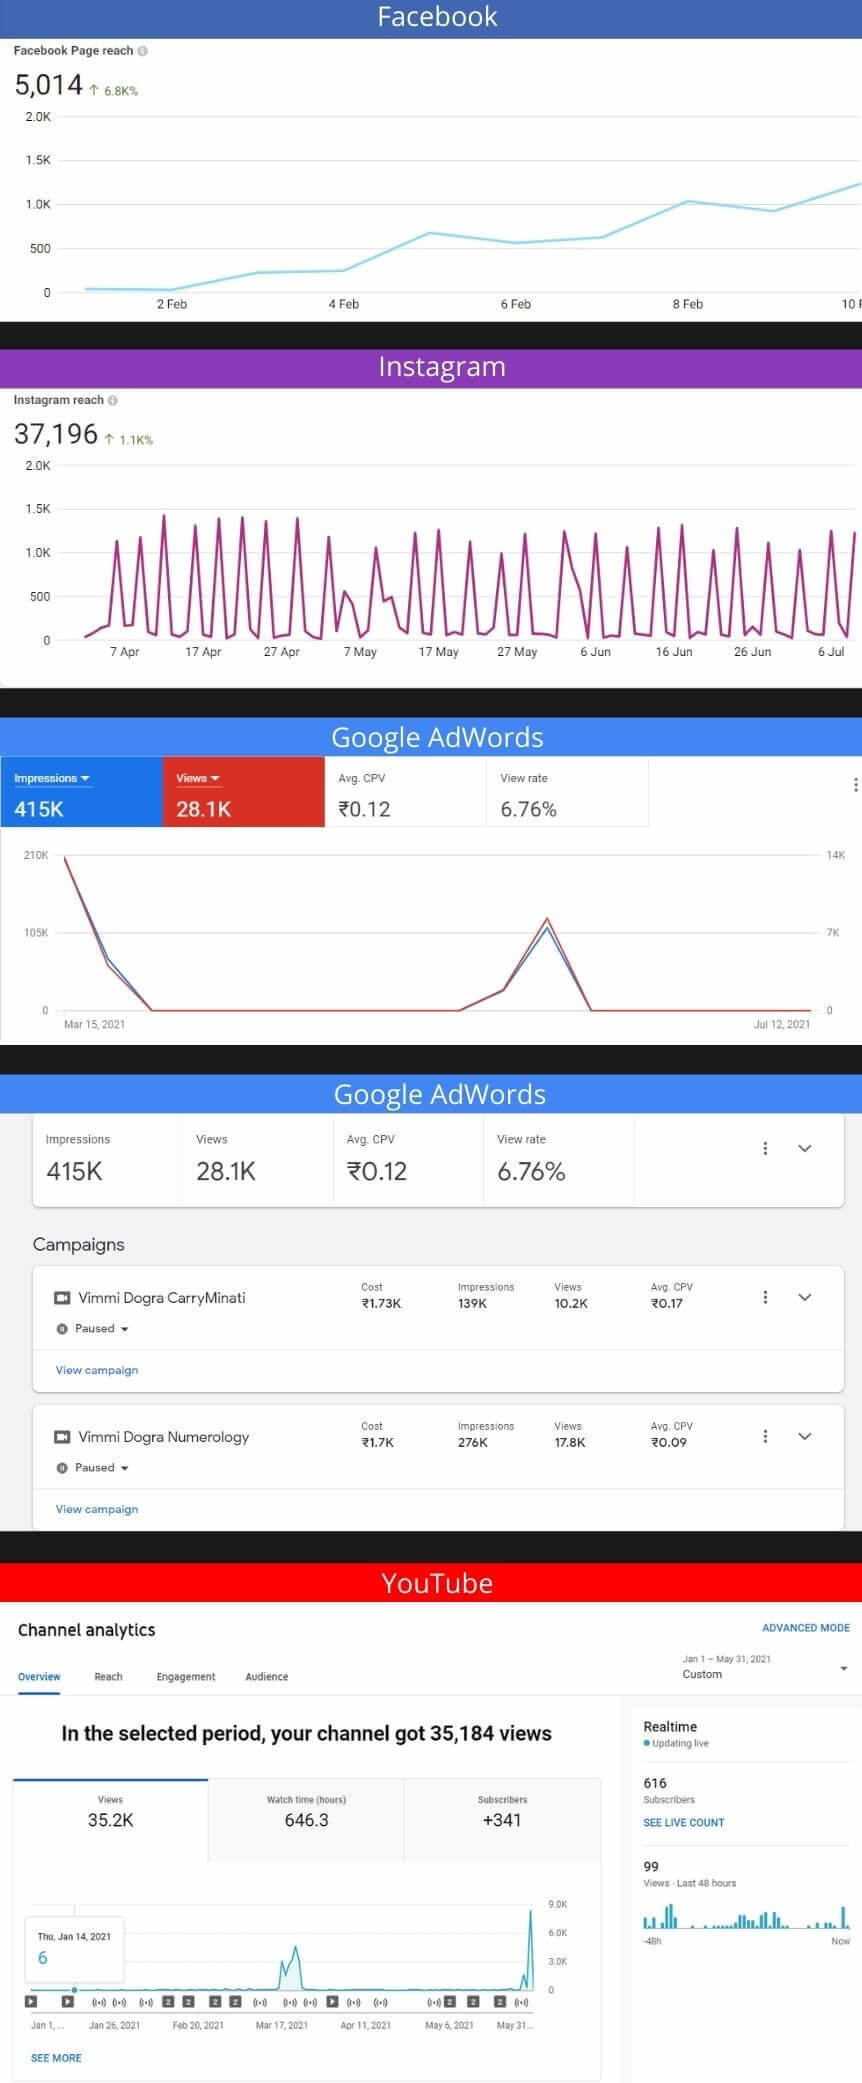 Facebook
Facebook Page reach
5,014 ↑ 6.8K%
2.0K
1.5K
1.0K
500
0
2 Feb 4 Feb 6 Feb 8 Feb 10 F
Instagram
Instagram reach
37,196 ↑ 1.1K%
2.0K
1.5K
1.0K
500
0
7 Apr 17 Apr 27 Apr 7 May 17 May 27 May 6 Jun 16 Jun 26 Jun 6 Jul
Google AdWords
Impressions Views Avg. CPV View rate
415K 28.1K ₹0.12 6.76%
210K 14K
105K 7K
0 0
Mar 15, 2021 Jul 12, 2021
Google AdWords
Impressions Views Avg. CPV View rate
415K 28.1K ₹0.12 6.76%
Campaigns
Cost Impressions Views Avg. CPV
Vimmi Dogra CarryMinati ₹1.73K 139K 10.2K ₹0.17
Paused
View campaign
Cost Impressions Views Avg. CPV
Vimmi Dogra Numerology ₹1.7K 276K 17.8K ₹0.09
Paused
View campaign
YouTube
Channel analytics ADVANCED MODE
Jan 1 – May 31, 2021
Overview Reach Engagement Audience Custom
In the selected period, your channel got 35,184 views
Views Watch time (hours) Subscribers
35.2K 646.3 +341
9.0K
6.0K
3.0K
0
Thu, Jan 14, 2021
6
2 2 2 2 2 2 2
Jan 1, ... Jan 26, 2021 Feb 20, 2021 Mar 17, 2021 Apr 11, 2021 May 6, 2021 May 31...
SEE MORE
Realtime
Updating live
616
Subscribers
SEE LIVE COUNT
99
Views · Last 48 hours
-48h Now